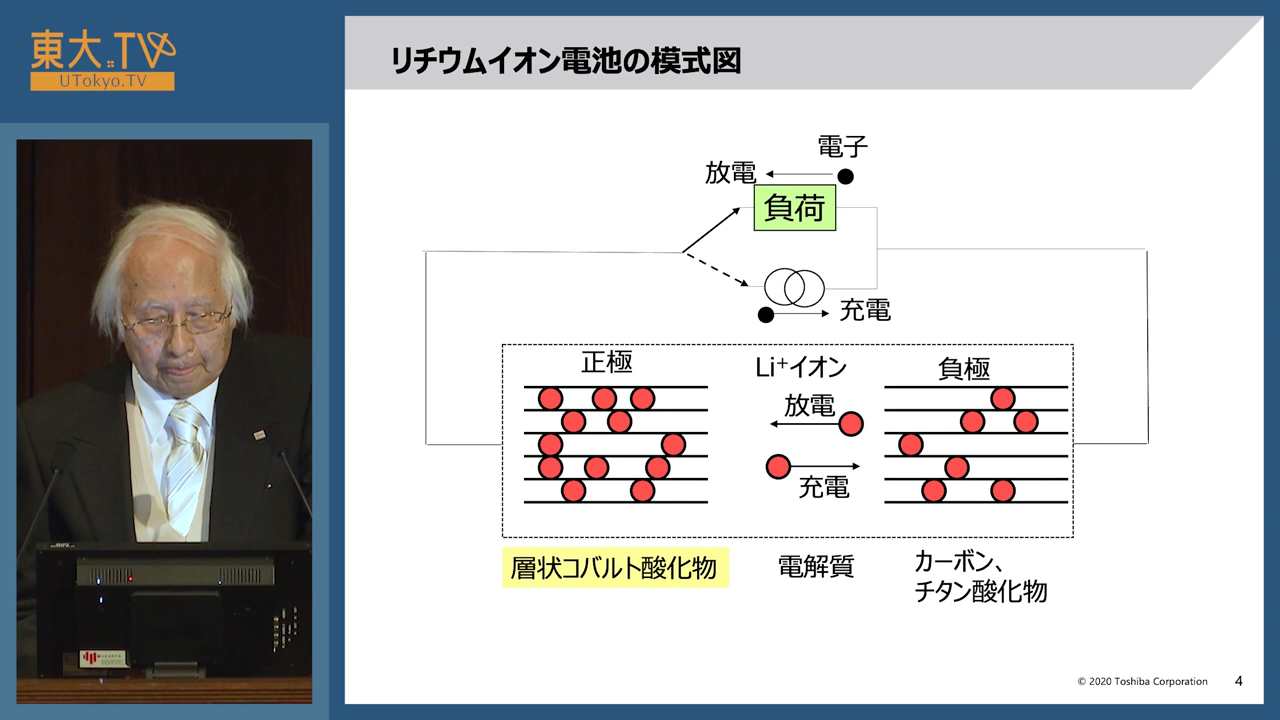 東大.TV
UTokyo.TV
リチウムイオン電池の模式図
電子
放電
負荷
充電
正極
Li+イオン
負極
放電
充電
層状コバルト酸化物
電解質
カーボン、
チタン酸化物
© 2020 Toshiba Corporation
4